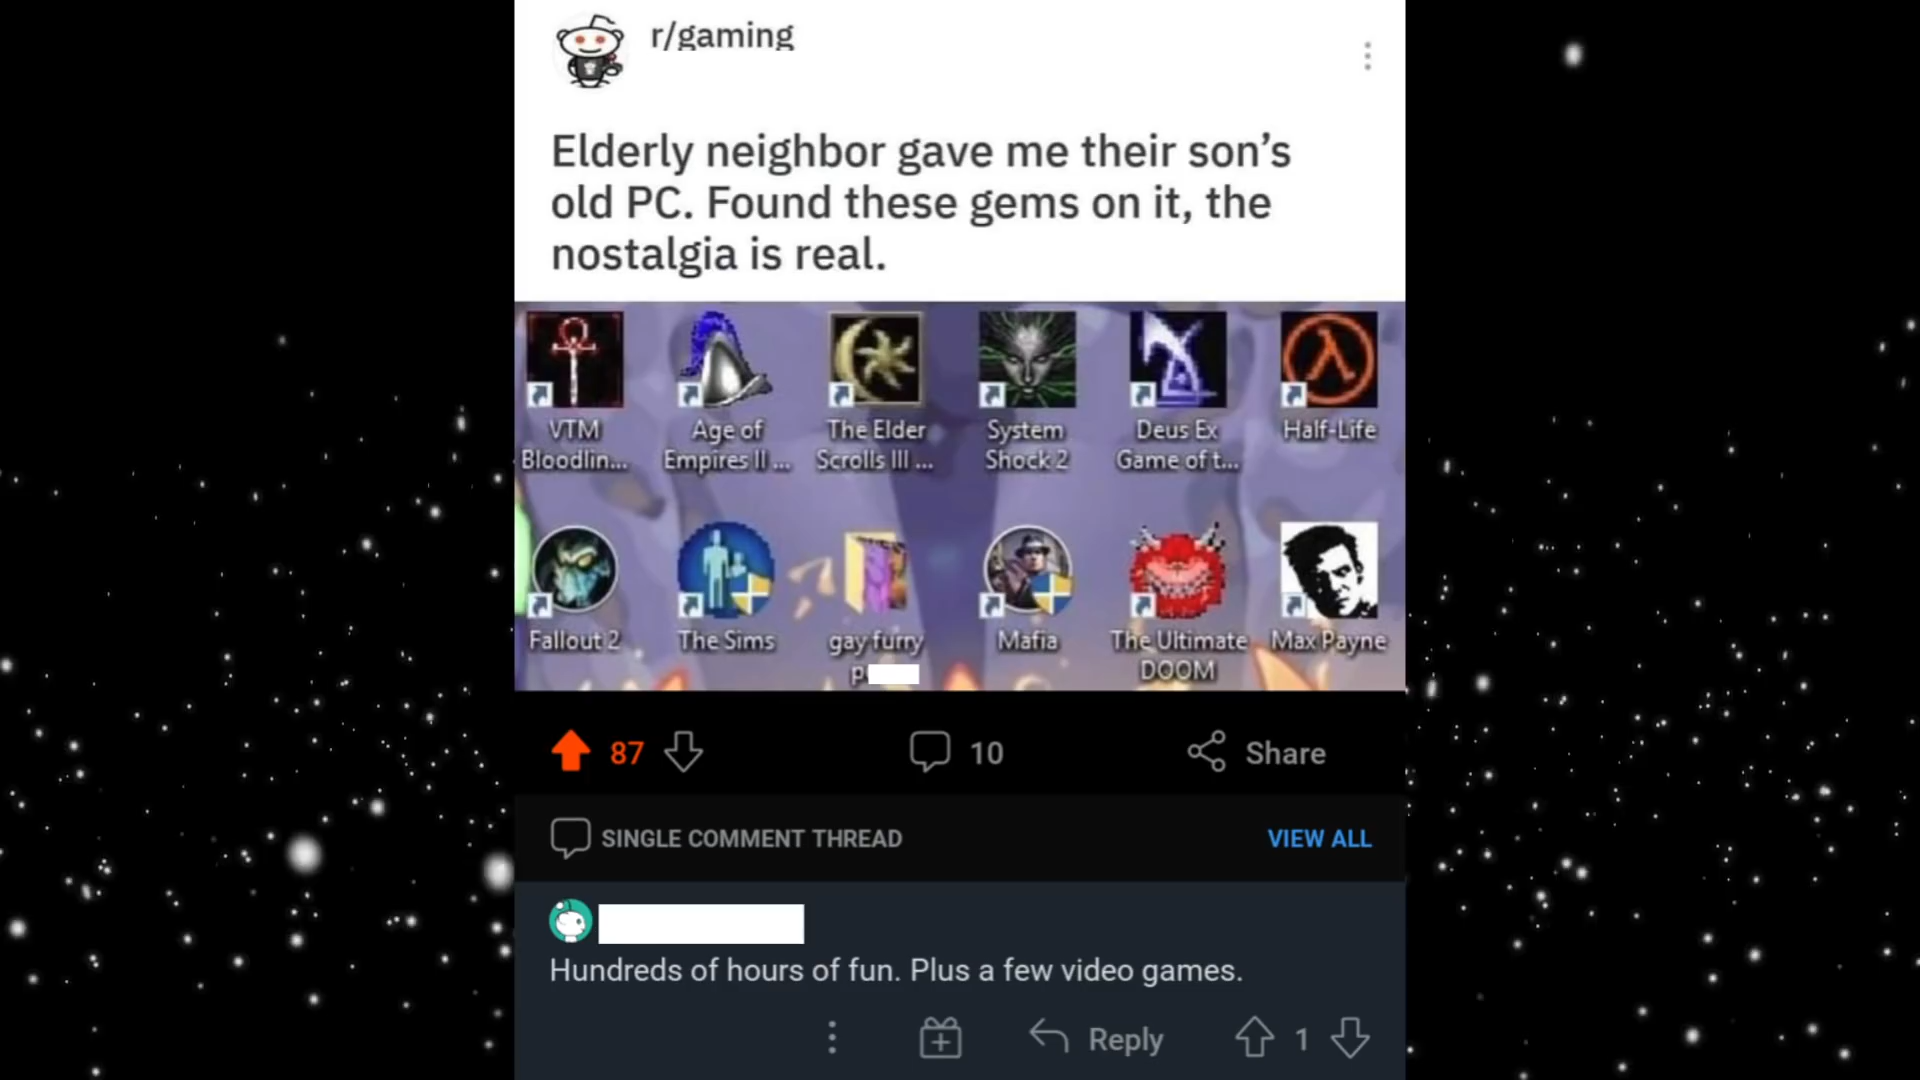 r/gaming
Elderly neighbor gave me their son's
old PC. Found these gems on it, the
nostalgia is real.
VTM
Bloodlin...
Age of
Empires II ...
The Elder
Scrolls III ...
System
Shock 2
Deus Ex
Game of t...
Half-Life
Fallout 2
The Sims
gay furry
p
Mafia
The Ultimate
DOOM
Max Payne
87
10
Share
SINGLE COMMENT THREAD
VIEW ALL
Hundreds of hours of fun. Plus a few video games.
Reply
1